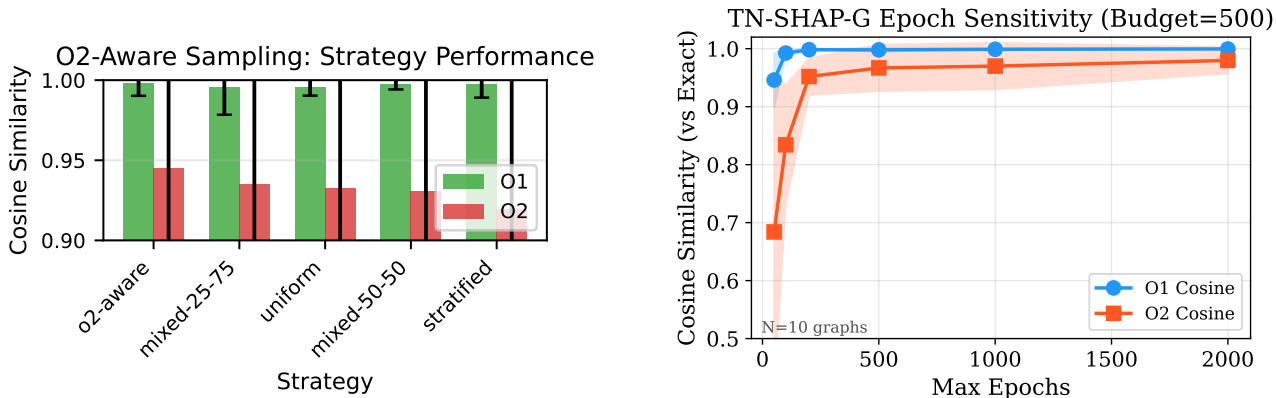 O2-Aware Sampling: Strategy Performance
Cosine Similarity
1.00
0.95
0.90
O1
O2
o2-aware
mixed-25-75
uniform
mixed-50-50
stratified
Strategy
TN-SHAP-G Epoch Sensitivity (Budget=500)
Cosine Similarity (vs Exact)
1.0
0.9
0.8
0.7
0.6
0.5
N=10 graphs
O1 Cosine
O2 Cosine
0
500
1000
1500
2000
Max Epochs